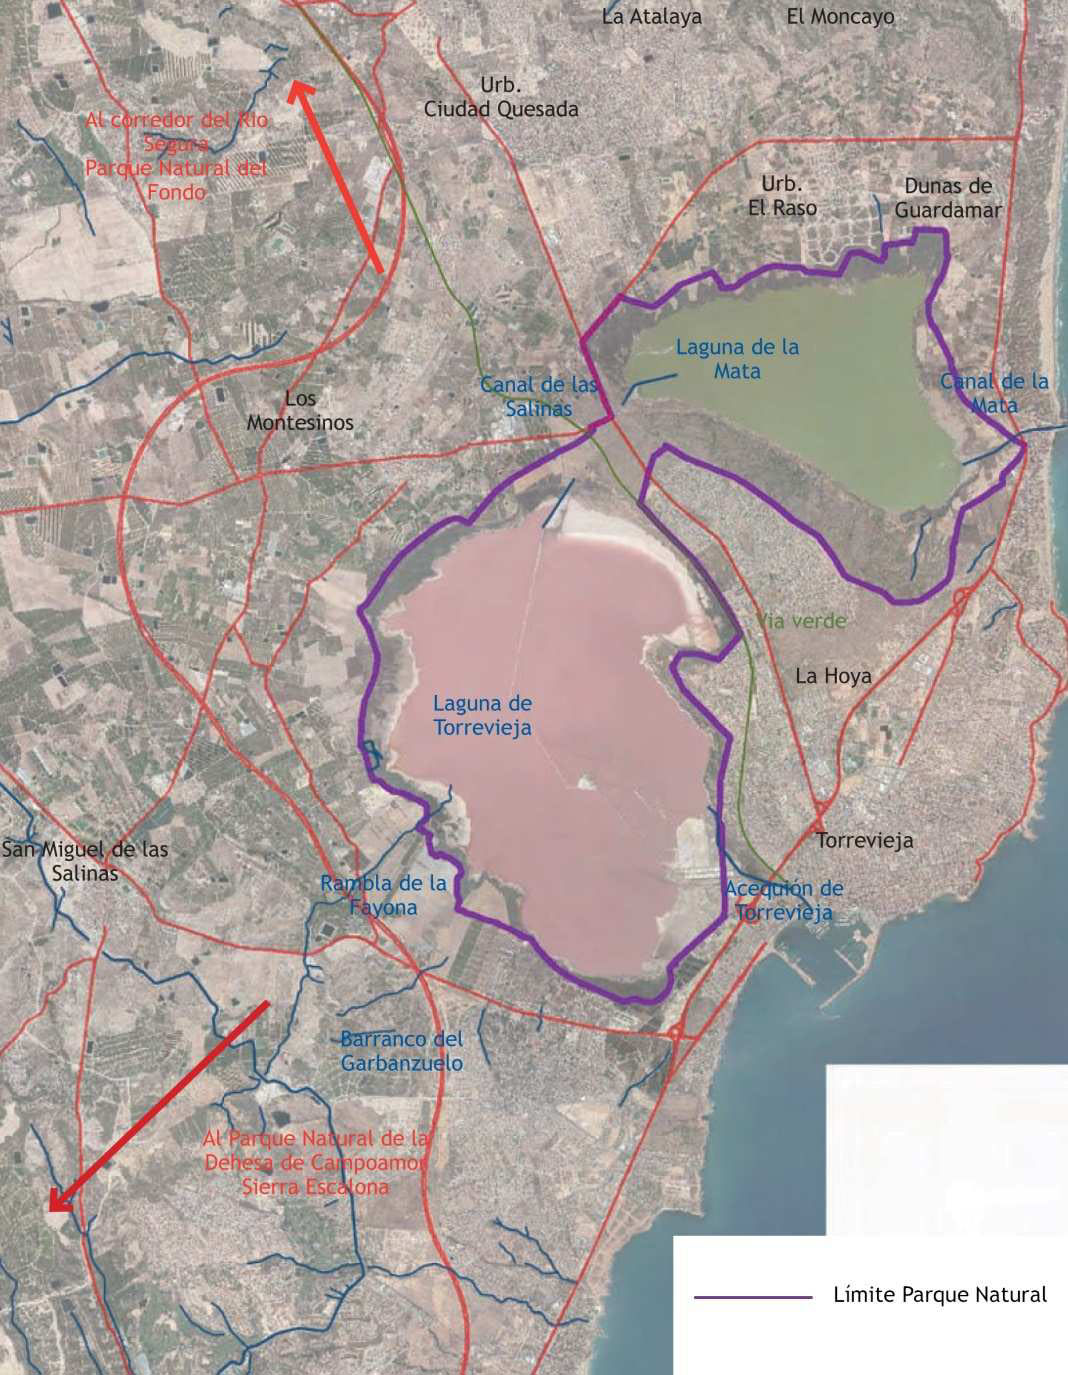 La Atalaya
El Moncayo
Urb.
Ciudad Quesada
Al corredor del Rio
Segura
Parque Natural del
Fondo
Urb.
El Raso
Dunas de
Guardamar
Laguna de la
Mata
Canal de las
Salinas
Canal de la
Mata
Los
Montesinos
Via verde
La Hoya
Laguna de
Torrevieja
Torrevieja
San Miguel de las
Salinas
Rambla de la
Fayona
Acequión de
Torrevieja
Barranco del
Garbanzuelo
Al Parque Natural de la
Dehesa de Campoamor
Sierra Escalona
Límite Parque Natural